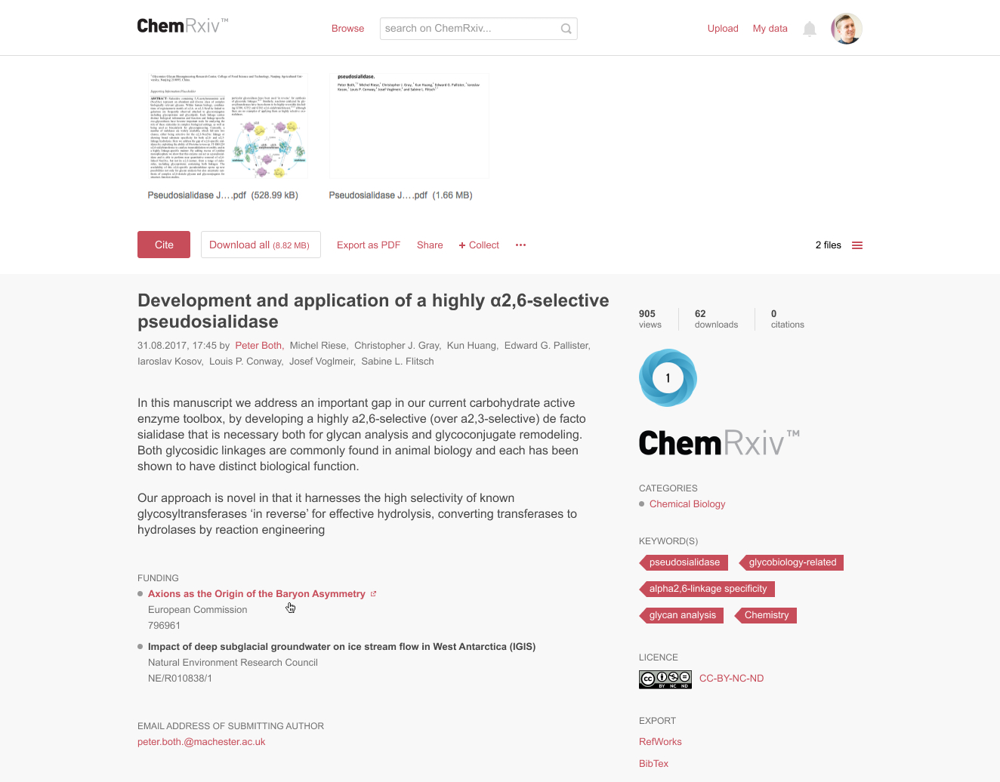 ChemRxiv™
Browse
search on ChemRxiv...
Upload
My data
pseudosialidase.
Supporting Information Placeholder
Pseudosialidase J….pdf (528.99 kB)
Pseudosialidase J….pdf (1.66 MB)
Cite
Download all (8.82 MB)
Export as PDF
Share
+ Collect
2 files
Development and application of a highly α2,6-selective
pseudosialidase
31.08.2017, 17:45 by Peter Both, Michel Riese, Christopher J. Gray, Kun Huang, Edward G. Pallister,
Iaroslav Kosov, Louis P. Conway, Josef Voglmeir, Sabine L. Flitsch
In this manuscript we address an important gap in our current carbohydrate active
enzyme toolbox, by developing a highly a2,6-selective (over a2,3-selective) de facto
sialidase that is necessary both for glycan analysis and glycoconjugate remodeling.
Both glycosidic linkages are commonly found in animal biology and each has been
shown to have distinct biological function.
Our approach is novel in that it harnesses the high selectivity of known
glycosyltransferases ‘in reverse’ for effective hydrolysis, converting transferases to
hydrolases by reaction engineering
FUNDING
Axions as the Origin of the Baryon Asymmetry
European Commission
796961
Impact of deep subglacial groundwater on ice stream flow in West Antarctica (IGIS)
Natural Environment Research Council
NE/R010838/1
EMAIL ADDRESS OF SUBMITTING AUTHOR
peter.both.@machester.ac.uk
905
views
62
downloads
0
citations
1
ChemRxiv™
CATEGORIES
Chemical Biology
KEYWORD(S)
pseudosialidase
glycobiology-related
alpha2,6-linkage specificity
glycan analysis
Chemistry
LICENCE
cc BY NC ND
CC-BY-NC-ND
EXPORT
RefWorks
BibTex